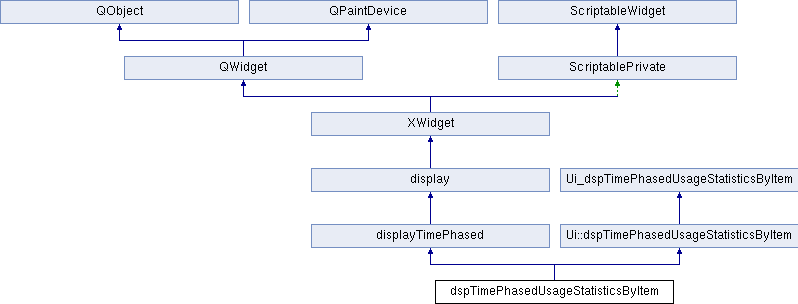 QObject
QPaintDevice
ScriptableWidget
QWidget
ScriptablePrivate
XWidget
display
Ui_dspTimePhasedUsageStatisticsByItem
displayTimePhased
Ui::dspTimePhasedUsageStatisticsByItem
dspTimePhasedUsageStatisticsByItem